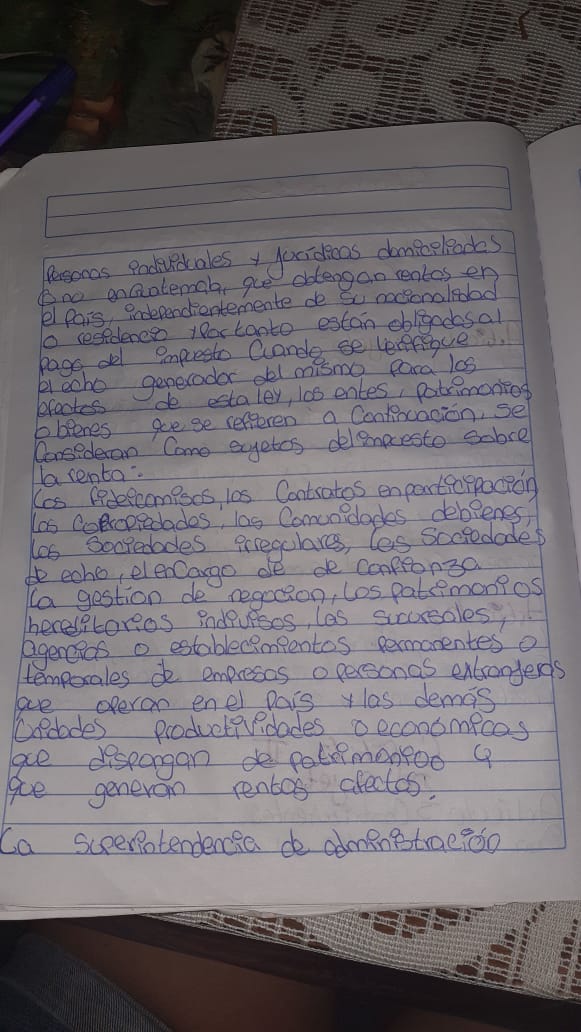 Personas individuales y jurídicas domiciliadas
o no en Guatemala, que obtengan rentas en
el País, independientemente de su nacionalidad
o residencia y Por tanto están obligadas al
pago del impuesto Cuando se verifique
el echo generador del mismo Para los
efectos de esta ley, los entes, Patrimonios
o bienes que se refieren a Continuación, se
Consideran Como sujetos del impuesto sobre
la renta:
Los fideicomisos, los Contratos en participación
las CoPropiedades, las Comunidades de bienes,
las Sociedades irregulares, las Sociedades
de echo, el enCargo de de Confianza
la gestion de negocion, Los Patrimonios
hereditarios indivisos, las sucursales,
agencias o establecimientos Permanentes o
temporales de empresas o Personas extranjeras
que operan en el País y las demás
Unidades Productividades o económicas
que dispongan de patrimonioo y
que generan rentas afectos.
La Superintendencia de administración